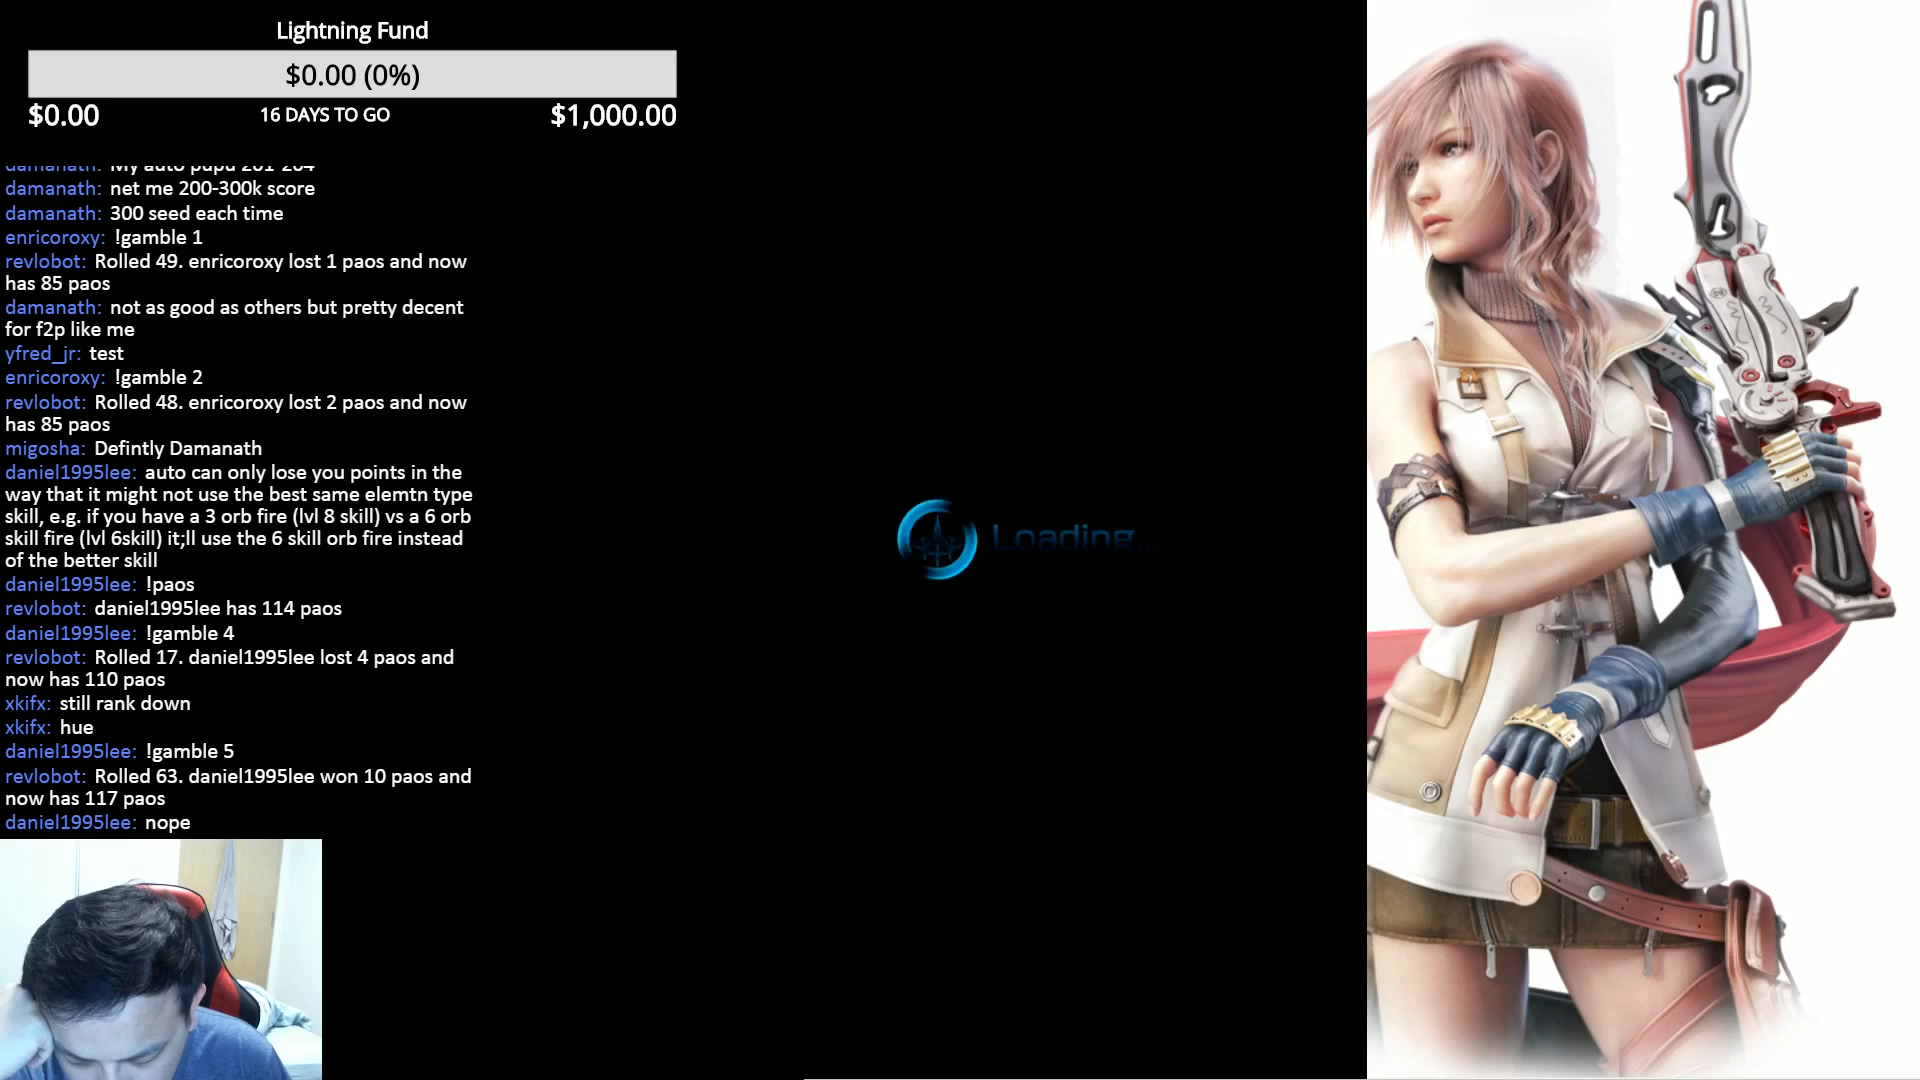 Lightning Fund
$0.00 (0%)
$0.00 16 DAYS TO GO $1,000.00
damanath: My auto pupu 261-264
damanath: net me 200-300k score
damanath: 300 seed each time
enricoroxy: !gamble 1
revlobot: Rolled 49. enricoroxy lost 1 paos and now
has 85 paos
damanath: not as good as others but pretty decent
for f2p like me
yfred_jr: test
enricoroxy: !gamble 2
revlobot: Rolled 48. enricoroxy lost 2 paos and now
has 85 paos
migosha: Defintly Damanath
daniel1995lee: auto can only lose you points in the
way that it might not use the best same elemtn type
skill, e.g. if you have a 3 orb fire (lvl 8 skill) vs a 6 orb
skill fire (lvl 6skill) it;ll use the 6 skill orb fire instead
of the better skill
daniel1995lee: !paos
revlobot: daniel1995lee has 114 paos
daniel1995lee: !gamble 4
revlobot: Rolled 17. daniel1995lee lost 4 paos and
now has 110 paos
xkifx: still rank down
xkifx: hue
daniel1995lee: !gamble 5
revlobot: Rolled 63. daniel1995lee won 10 paos and
now has 117 paos
daniel1995lee: nope
Loading...